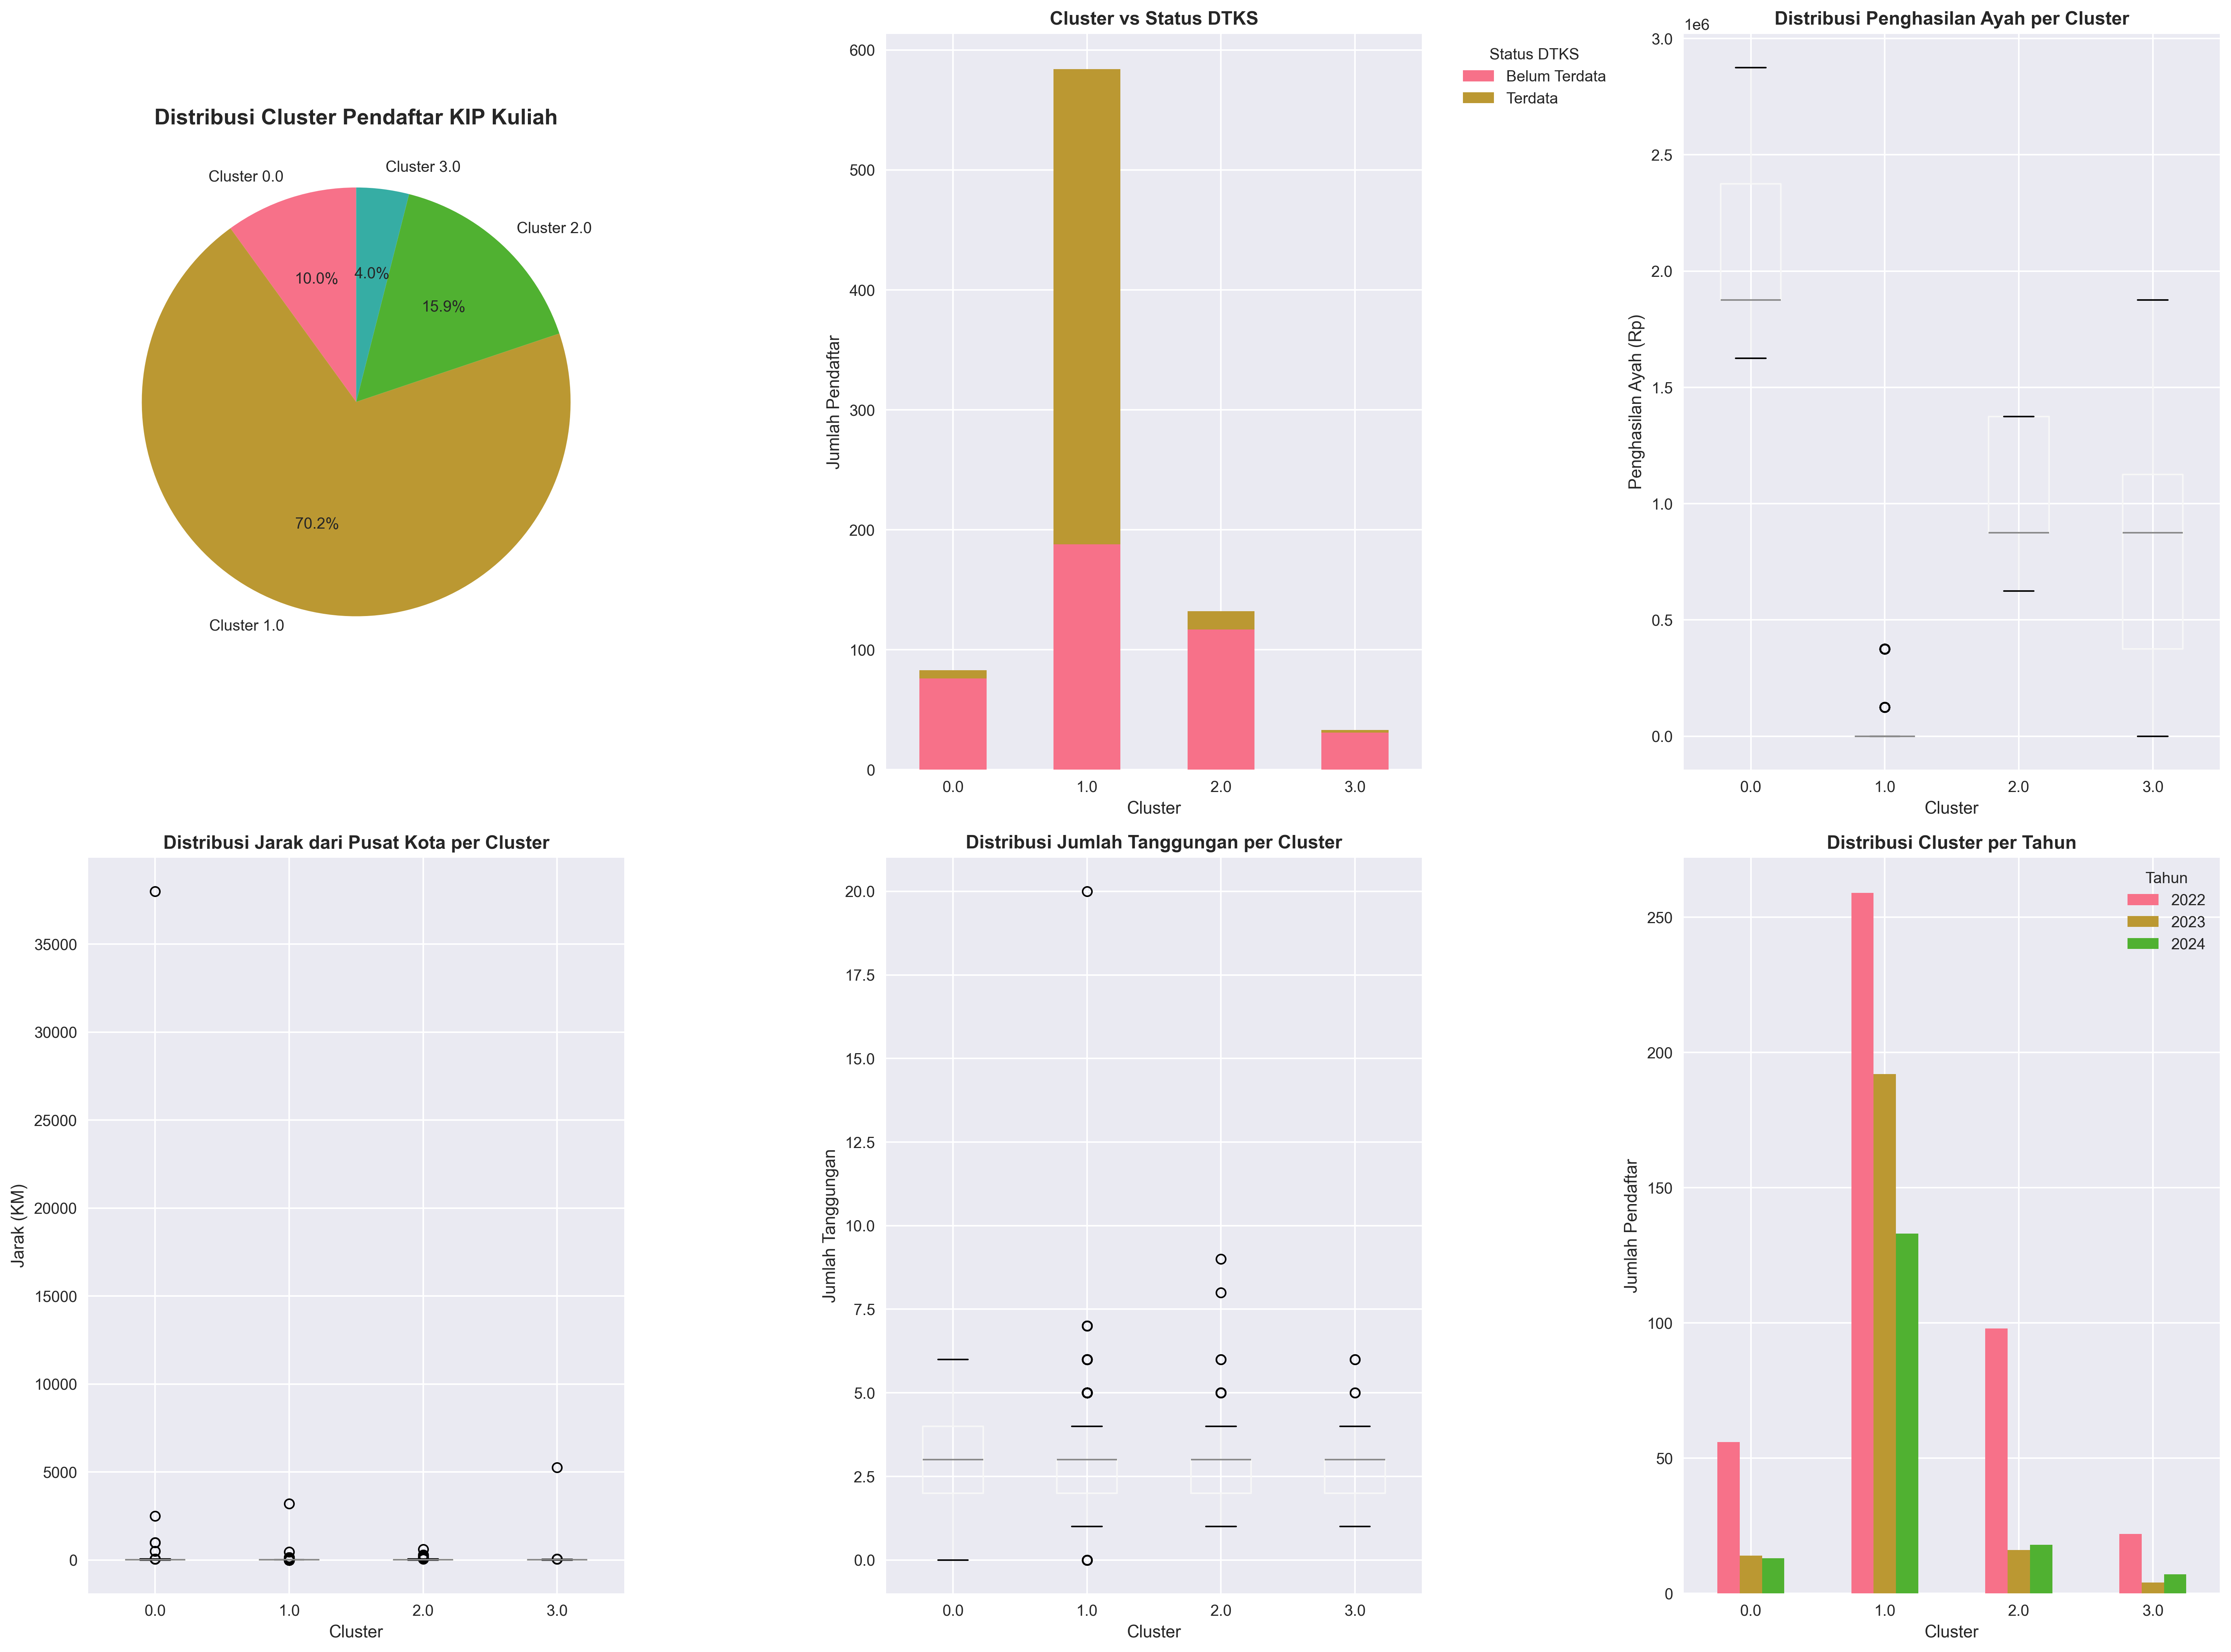 Distribusi Cluster Pendaftar KIP Kuliah
Cluster 0.0
Cluster 3.0
Cluster 2.0
Cluster 1.0
10.0%
4.0%
15.9%
70.2%
Cluster vs Status DTKS
Jumlah Pendaftar
600
500
400
300
200
100
0
0.0 1.0 2.0 3.0
Cluster
Status DTKS
Belum Terdata
Terdata
Distribusi Penghasilan Ayah per Cluster
1e6
Penghasilan Ayah (Rp)
3.0
2.5
2.0
1.5
1.0
0.5
0.0
0.0 1.0 2.0 3.0
Cluster
Distribusi Jarak dari Pusat Kota per Cluster
Jarak (KM)
35000
30000
25000
20000
15000
10000
5000
0
0.0 1.0 2.0 3.0
Cluster
Distribusi Jumlah Tanggungan per Cluster
Jumlah Tanggungan
20.0
17.5
15.0
12.5
10.0
7.5
5.0
2.5
0.0
0.0 1.0 2.0 3.0
Cluster
Distribusi Cluster per Tahun
Jumlah Pendaftar
250
200
150
100
50
0
0.0 1.0 2.0 3.0
Cluster
Tahun
2022
2023
2024